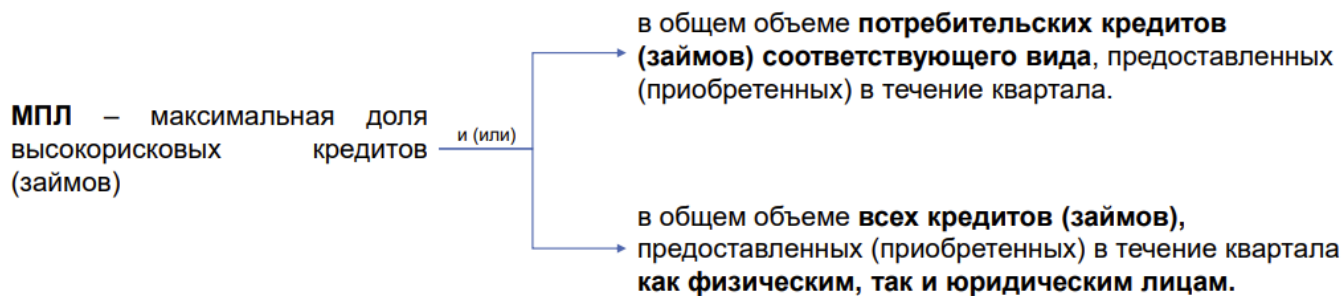 в общем объеме потребительских кредитов
(займов) соответствующего вида, предоставленных
(приобретенных) в течение квартала.
МПЛ – максимальная доля
высокорисковых кредитов
(займов)
и (или)
в общем объеме всех кредитов (займов),
предоставленных (приобретенных) в течение квартала
как физическим, так и юридическим лицам.